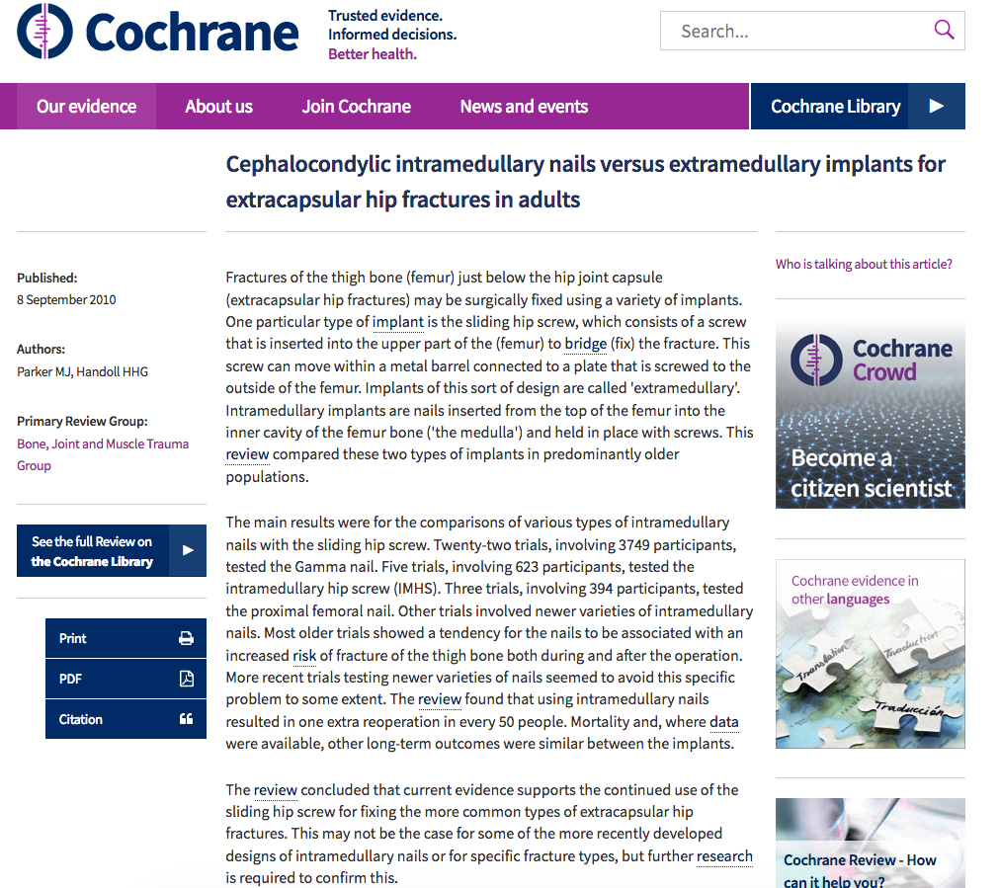 Cochrane
Trusted evidence.
Informed decisions.
Better health.
Search...
Our evidence
About us
Join Cochrane
News and events
Cochrane Library
Cephalocondylic intramedullary nails versus extramedullary implants for
extracapsular hip fractures in adults
Published:
8 September 2010
Authors:
Parker MJ, Handoll HHG
Primary Review Group:
Bone, Joint and Muscle Trauma
Group
See the full Review on
the Cochrane Library
Print
PDF
Citation
Fractures of the thigh bone (femur) just below the hip joint capsule
(extracapsular hip fractures) may be surgically fixed using a variety of implants.
One particular type of implant is the sliding hip screw, which consists of a screw
that is inserted into the upper part of the (femur) to bridge (fix) the fracture. This
screw can move within a metal barrel connected to a plate that is screwed to the
outside of the femur. Implants of this sort of design are called 'extramedullary'.
Intramedullary implants are nails inserted from the top of the femur into the
inner cavity of the femur bone ('the medulla') and held in place with screws. This
review compared these two types of implants in predominantly older
populations.
The main results were for the comparisons of various types of intramedullary
nails with the sliding hip screw. Twenty-two trials, involving 3749 participants,
tested the Gamma nail. Five trials, involving 623 participants, tested the
intramedullary hip screw (IMHS). Three trials, involving 394 participants, tested
the proximal femoral nail. Other trials involved newer varieties of intramedullary
nails. Most older trials showed a tendency for the nails to be associated with an
increased risk of fracture of the thigh bone both during and after the operation.
More recent trials testing newer varieties of nails seemed to avoid this specific
problem to some extent. The review found that using intramedullary nails
resulted in one extra reoperation in every 50 people. Mortality and, where data
were available, other long-term outcomes were similar between the implants.
The review concluded that current evidence supports the continued use of the
sliding hip screw for fixing the more common types of extracapsular hip
fractures. This may not be the case for some of the more recently developed
designs of intramedullary nails or for specific fracture types, but further research
is required to confirm this.
Who is talking about this article?
Cochrane
Crowd
Become a
citizen scientist
Cochrane evidence in
other languages
Translation
Traduction
Traducción
Cochrane Review - How
can it help you?